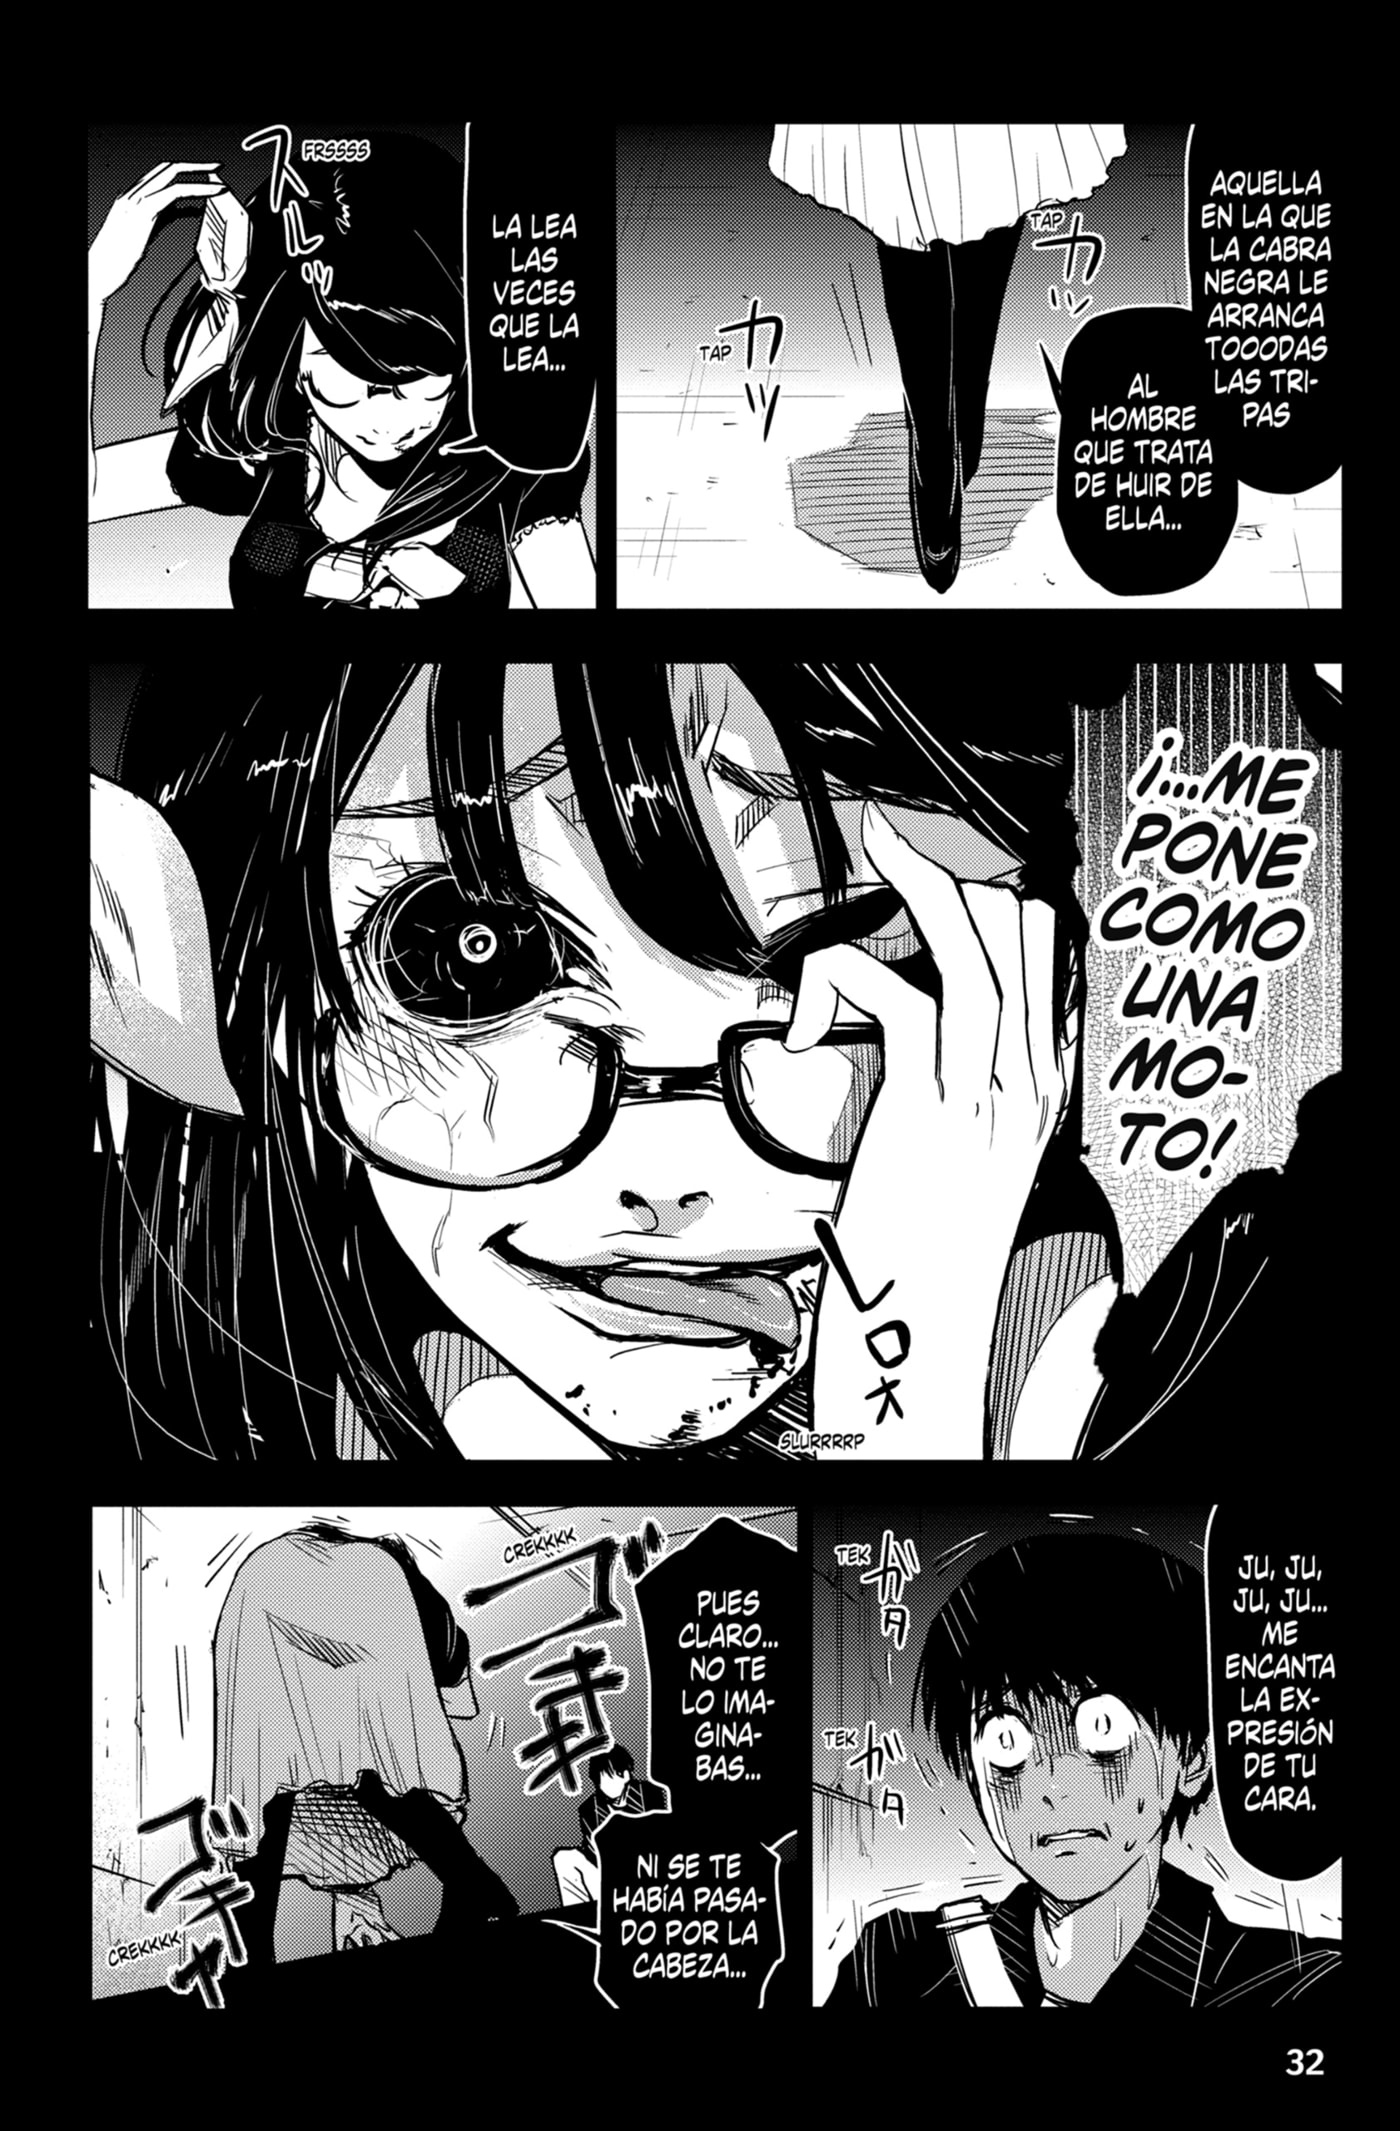 AQUELLA
EN LA QUE
LA CABRA
NEGRA LE
ARRANCA
TOOODAS
LAS TRI-
PAS
AL
HOMBRE
QUE TRATA
DE HUIR DE
ELLA...
TAP
カ
ツ
TAP
カ
ッ
LA LEA
LAS
VECES
QUE LA
LEA...
FRSSSS
スルッ
¡...ME
PONE
COMO
UNA
MO-
TO!
レロォ
SLURRRRP
JU, JU,
JU, JU...
ME
ENCANTA
LA EX-
PRESIÓN
DE TU
CARA.
TEK
ガタ
TEK
ガタ
PUES
CLARO...
NO TE
LO IMA-
GINA-
BAS...
NI SE TE
HABÍA PASA-
DO POR LA
CABEZA...
CREKKKK
ゴキキ
CREKKKK
ゴキャ
32